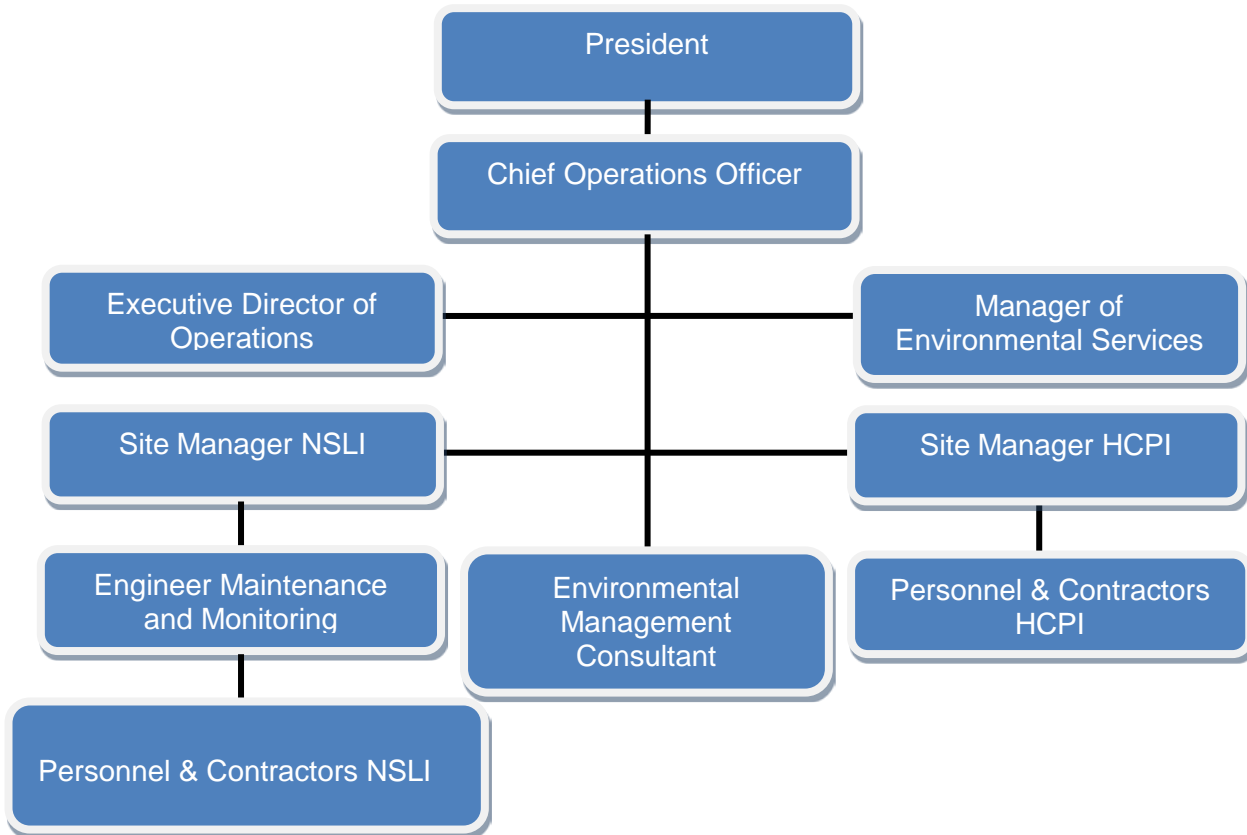 President
Chief Operations Officer
Executive Director of
Operations
Manager of
Environmental Services
Site Manager NSLI
Site Manager HCPI
Engineer Maintenance
and Monitoring
Environmental
Management
Consultant
Personnel & Contractors
HCPI
Personnel & Contractors NSLI